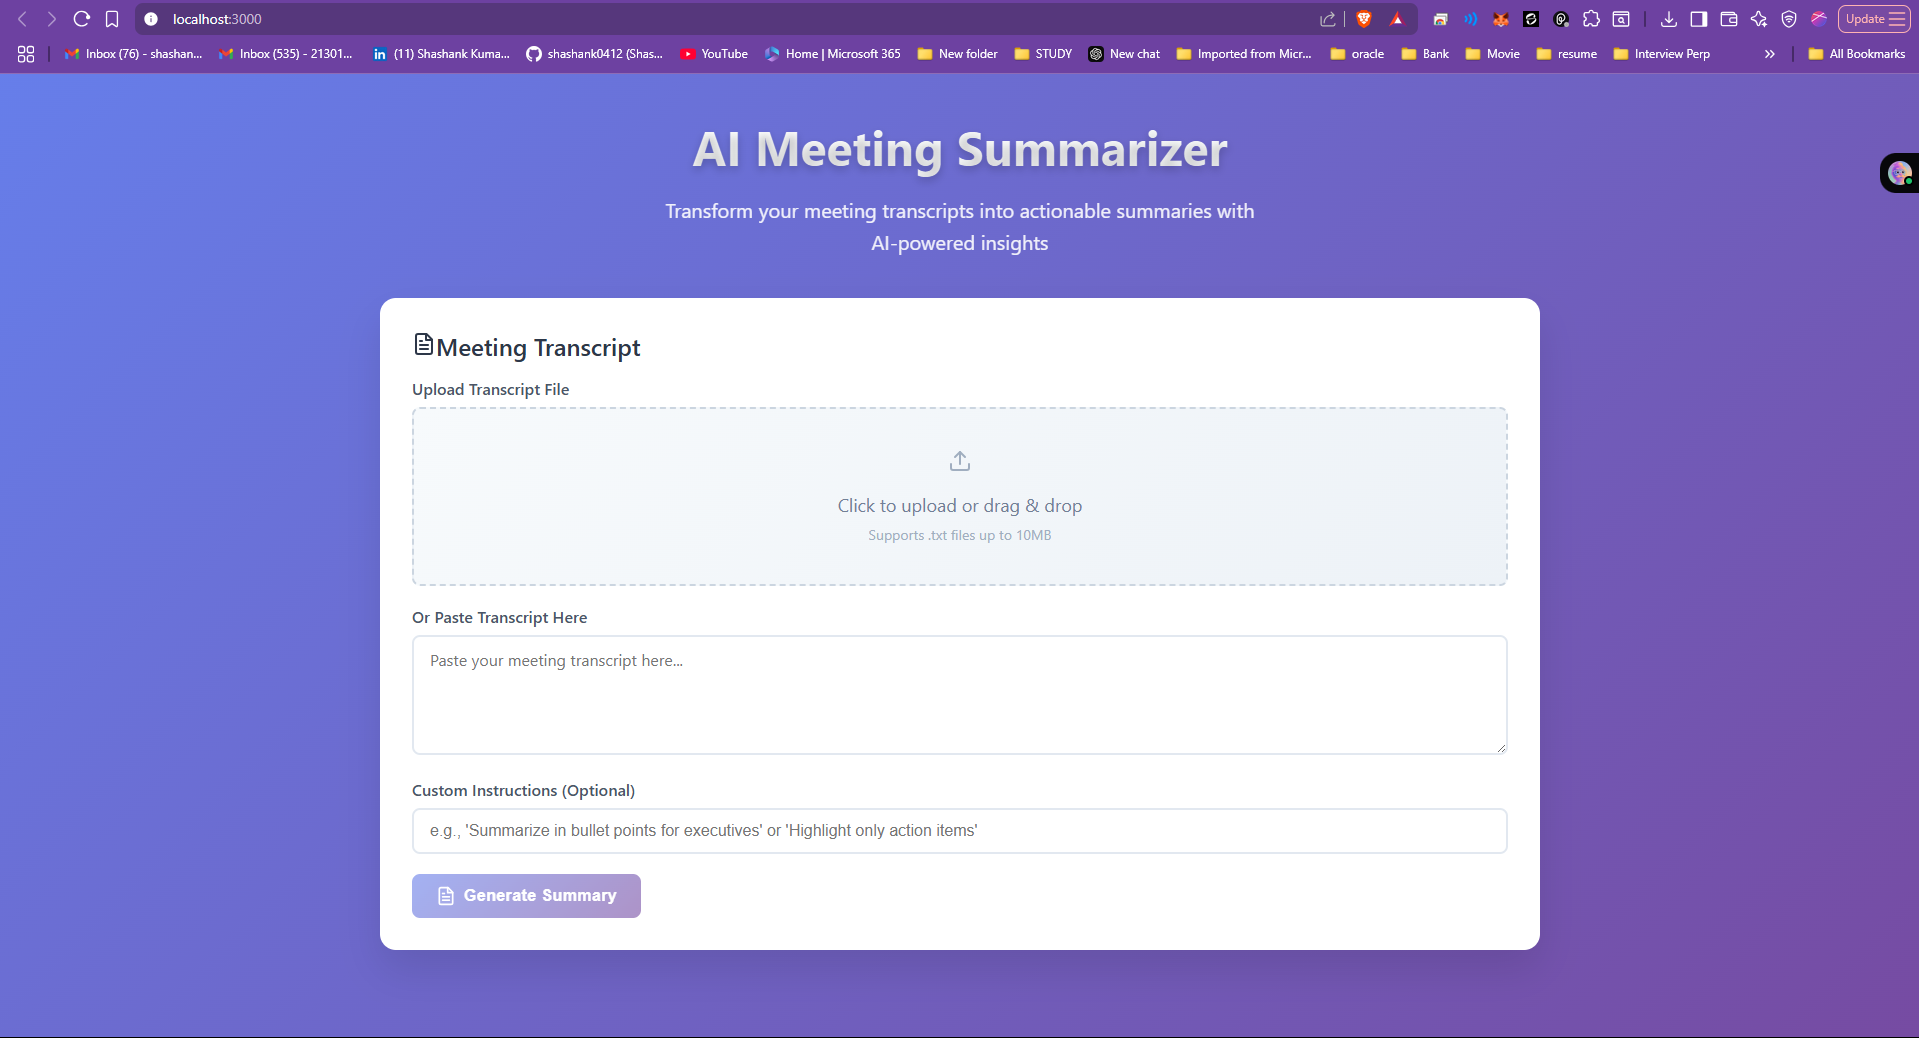 localhost:3000
Update
Inbox (76) - shashan...
Inbox (535) - 21301...
(11) Shashank Kuma...
shashank0412 (Shas...
YouTube
Home | Microsoft 365
New folder
STUDY
New chat
Imported from Micr...
oracle
Bank
Movie
resume
Interview Perp
»
All Bookmarks
AI Meeting Summarizer
Transform your meeting transcripts into actionable summaries with
AI-powered insights
Meeting Transcript
Upload Transcript File
Click to upload or drag & drop
Supports .txt files up to 10MB
Or Paste Transcript Here
Paste your meeting transcript here...
Custom Instructions (Optional)
e.g., 'Summarize in bullet points for executives' or 'Highlight only action items'
Generate Summary